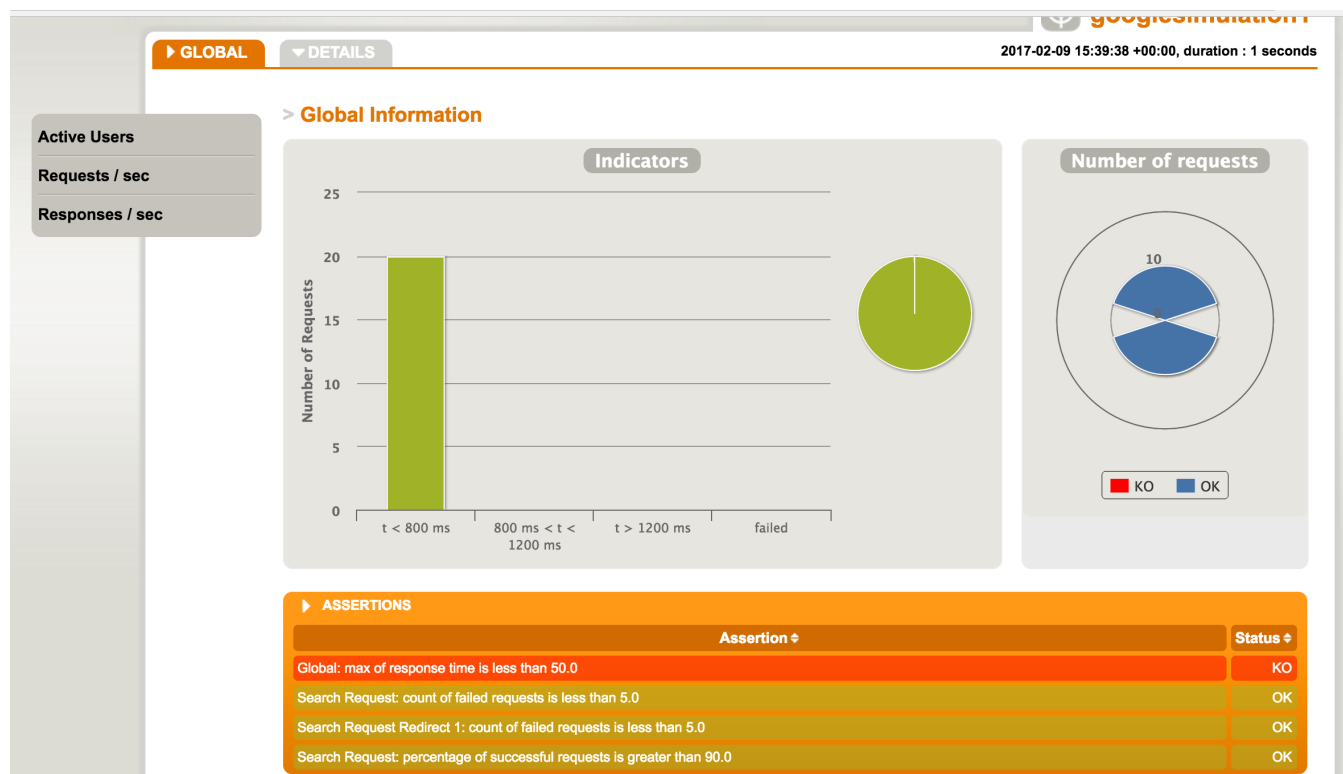 googlesimulation1
GLOBAL
DETAILS
2017-02-09 15:39:38 +00:00, duration : 1 seconds
Active Users
Requests / sec
Responses / sec
> Global Information
Indicators
25
20
15
10
5
0
Number of Requests
t < 800 ms
800 ms < t <
1200 ms
t > 1200 ms
failed
Number of requests
10
KO
OK
ASSERTIONS
Assertion
Status
Global: max of response time is less than 50.0
KO
Search Request: count of failed requests is less than 5.0
OK
Search Request Redirect 1: count of failed requests is less than 5.0
OK
Search Request: percentage of successful requests is greater than 90.0
OK